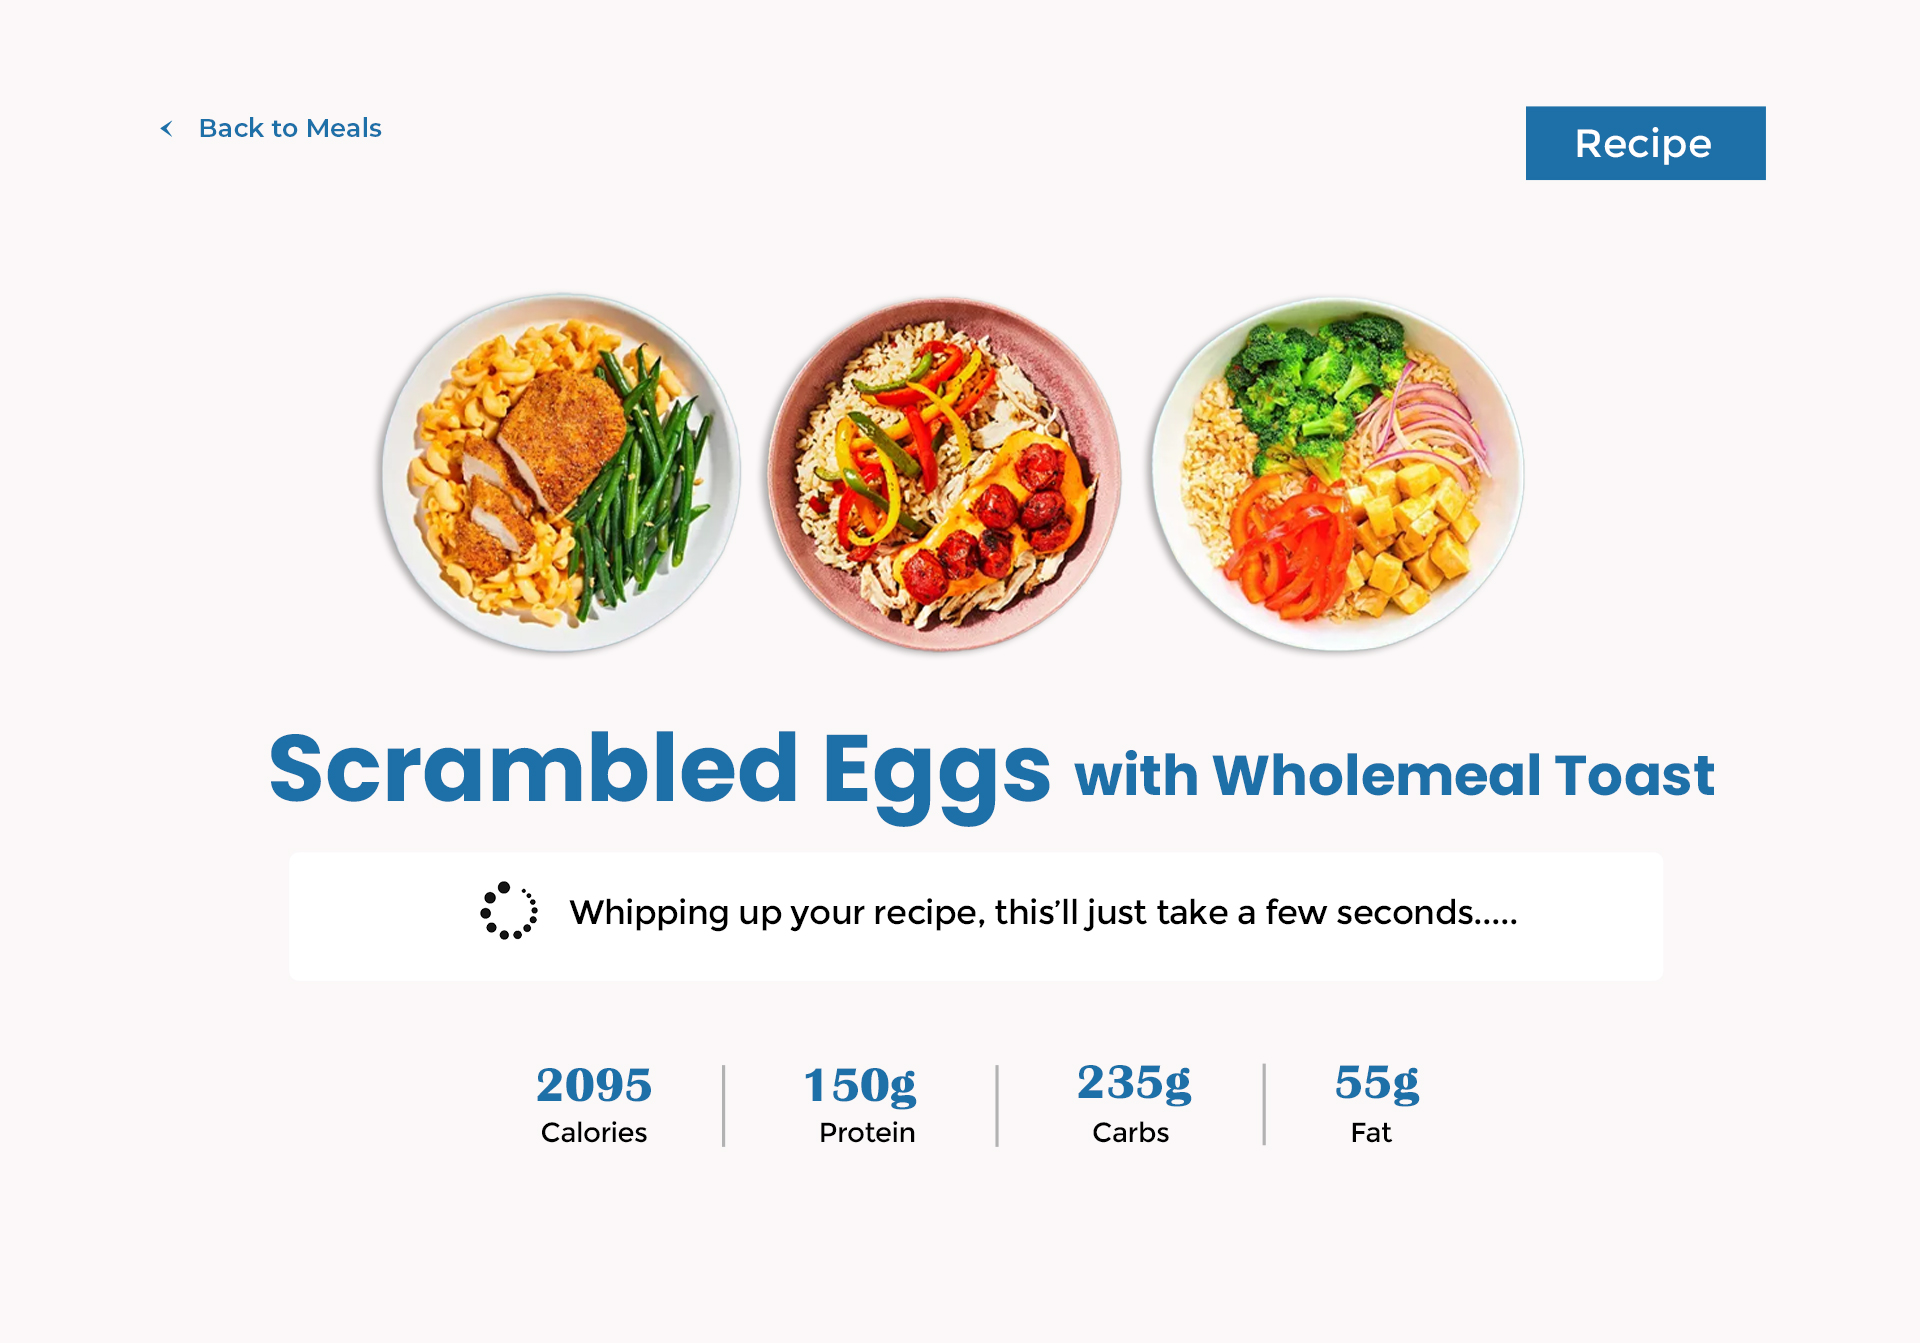 Back to Meals
Recipe
Scrambled Eggs with Wholemeal Toast
Whipping up your recipe, this’ll just take a few seconds.....
2095 150g 235g 55g
Calories Protein Carbs Fat